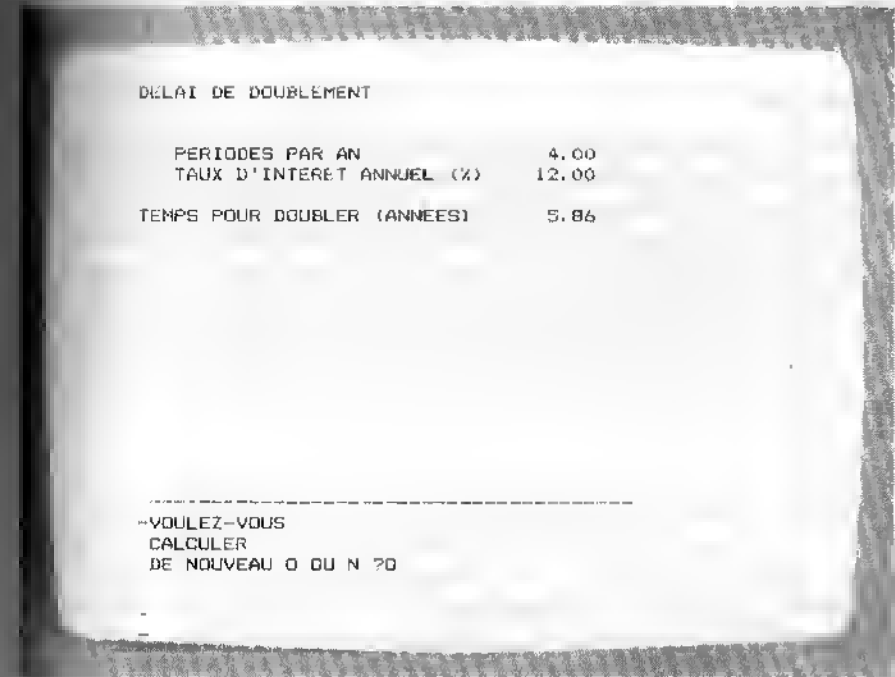 DELAI DE DOUBLEMENT
PERIODES PAR AN 4.00
TAUX D'INTERET ANNUEL (%) 12.00
TEMPS POUR DOUBLER (ANNEES) 5.86
VOULEZ-VOUS
CALCULER
DE NOUVEAU O OU N ?O